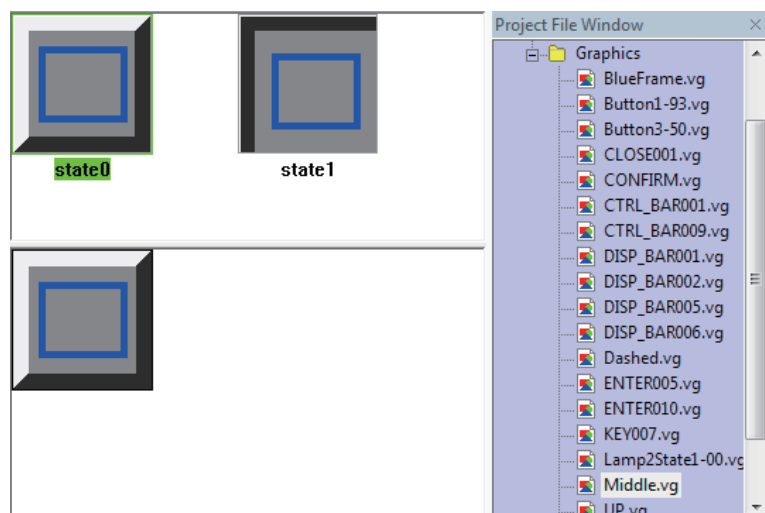 state0
state1
Project File Window
Graphics
BlueFrame.vg
Button1-93.vg
Button3-50.vg
CLOSE001.vg
CONFIRM.vg
CTRL_BAR001.vg
CTRL_BAR009.vg
DISP_BAR001.vg
DISP_BAR002.vg
DISP_BAR005.vg
DISP_BAR006.vg
Dashed.vg
ENTER005.vg
ENTER010.vg
KEY007.vg
Lamp2State1-00.vg
Middle.vg
UP.vg